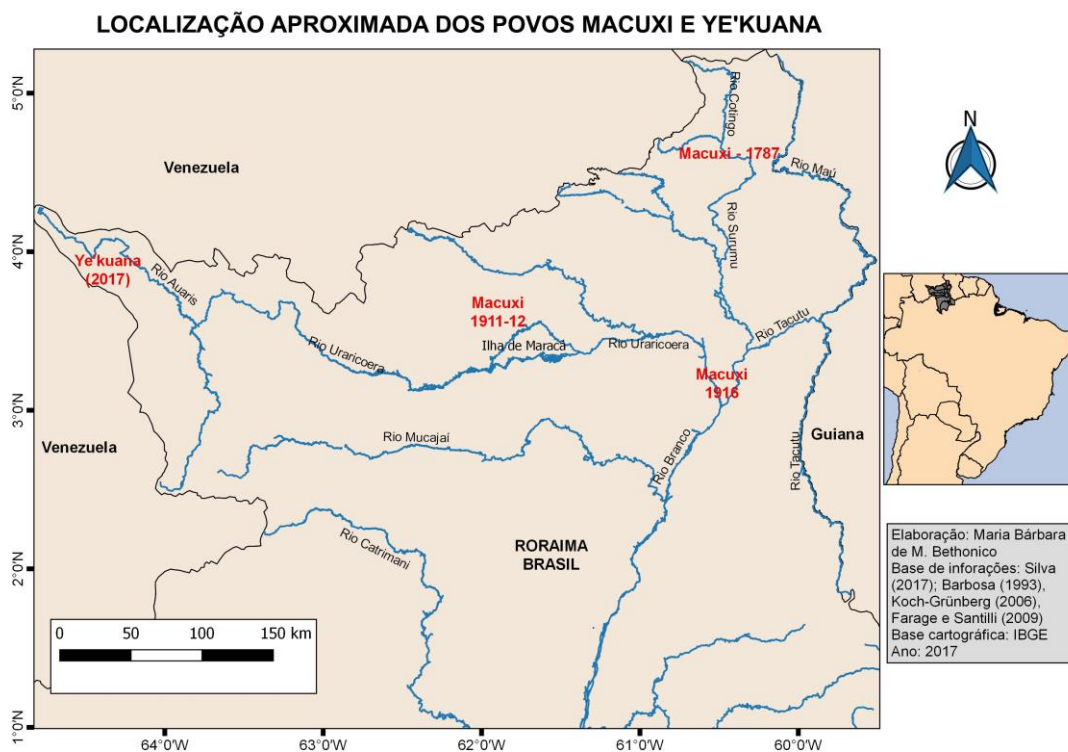 LOCALIZAÇÃO APROXIMADA DOS POVOS MACUXI E YE'KUANA
5°0'N
4°0'N
3°0'N
2°0'N
1°0'N
Venezuela
Rio Cotingo
Macuxi - 1787
Rio Maú
Rio Surumu
Ye'kuana
(2017)
Rio Auaris
Macuxi
1911-12
Ilha de Maracá
Rio Uraricoera
Rio Uraricoera
Rio Tacutu
Macuxi
1916
Venezuela
Rio Mucajaí
Rio Branco
Guiana
Rio Tacutu
Rio Catrimani
RORAIMA
BRASIL
0 50 100 150 km
64°0'W 63°0'W 62°0'W 61°0'W 60°0'W
N
Elaboração: Maria Bárbara
de M. Bethonico
Base de inforações: Silva
(2017); Barbosa (1993),
Koch-Grünberg (2006),
Farage e Santilli (2009)
Base cartográfica: IBGE
Ano: 2017